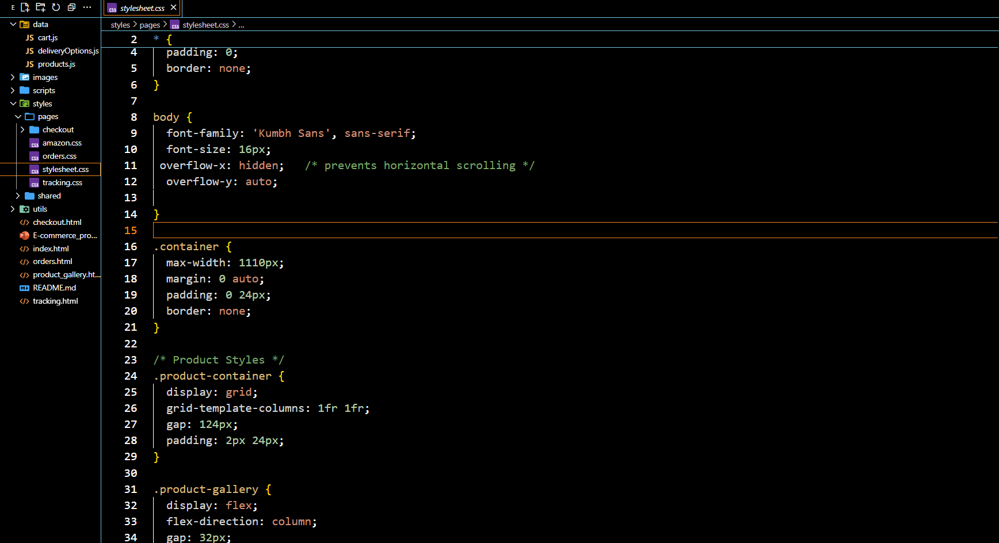 E
stylesheet.css
data
JS cart.js
JS deliveryOptions.js
JS products.js
images
scripts
styles
pages
checkout
amazon.css
orders.css
stylesheet.css
tracking.css
shared
utils
checkout.html
E-commerce_pro...
index.html
orders.html
product_gallery.ht...
README.md
tracking.html
styles > pages > stylesheet.css > ...
2 * {
4 padding: 0;
5 border: none;
6 }
7
8 body {
9 font-family: 'Kumbh Sans', sans-serif;
10 font-size: 16px;
11 overflow-x: hidden; /* prevents horizontal scrolling */
12 overflow-y: auto;
13
14 }
15
16 .container {
17 max-width: 1110px;
18 margin: 0 auto;
19 padding: 0 24px;
20 border: none;
21 }
22
23 /* Product Styles */
24 .product-container {
25 display: grid;
26 grid-template-columns: 1fr 1fr;
27 gap: 124px;
28 padding: 2px 24px;
29 }
30
31 .product-gallery {
32 display: flex;
33 flex-direction: column;
34 gap: 32px;